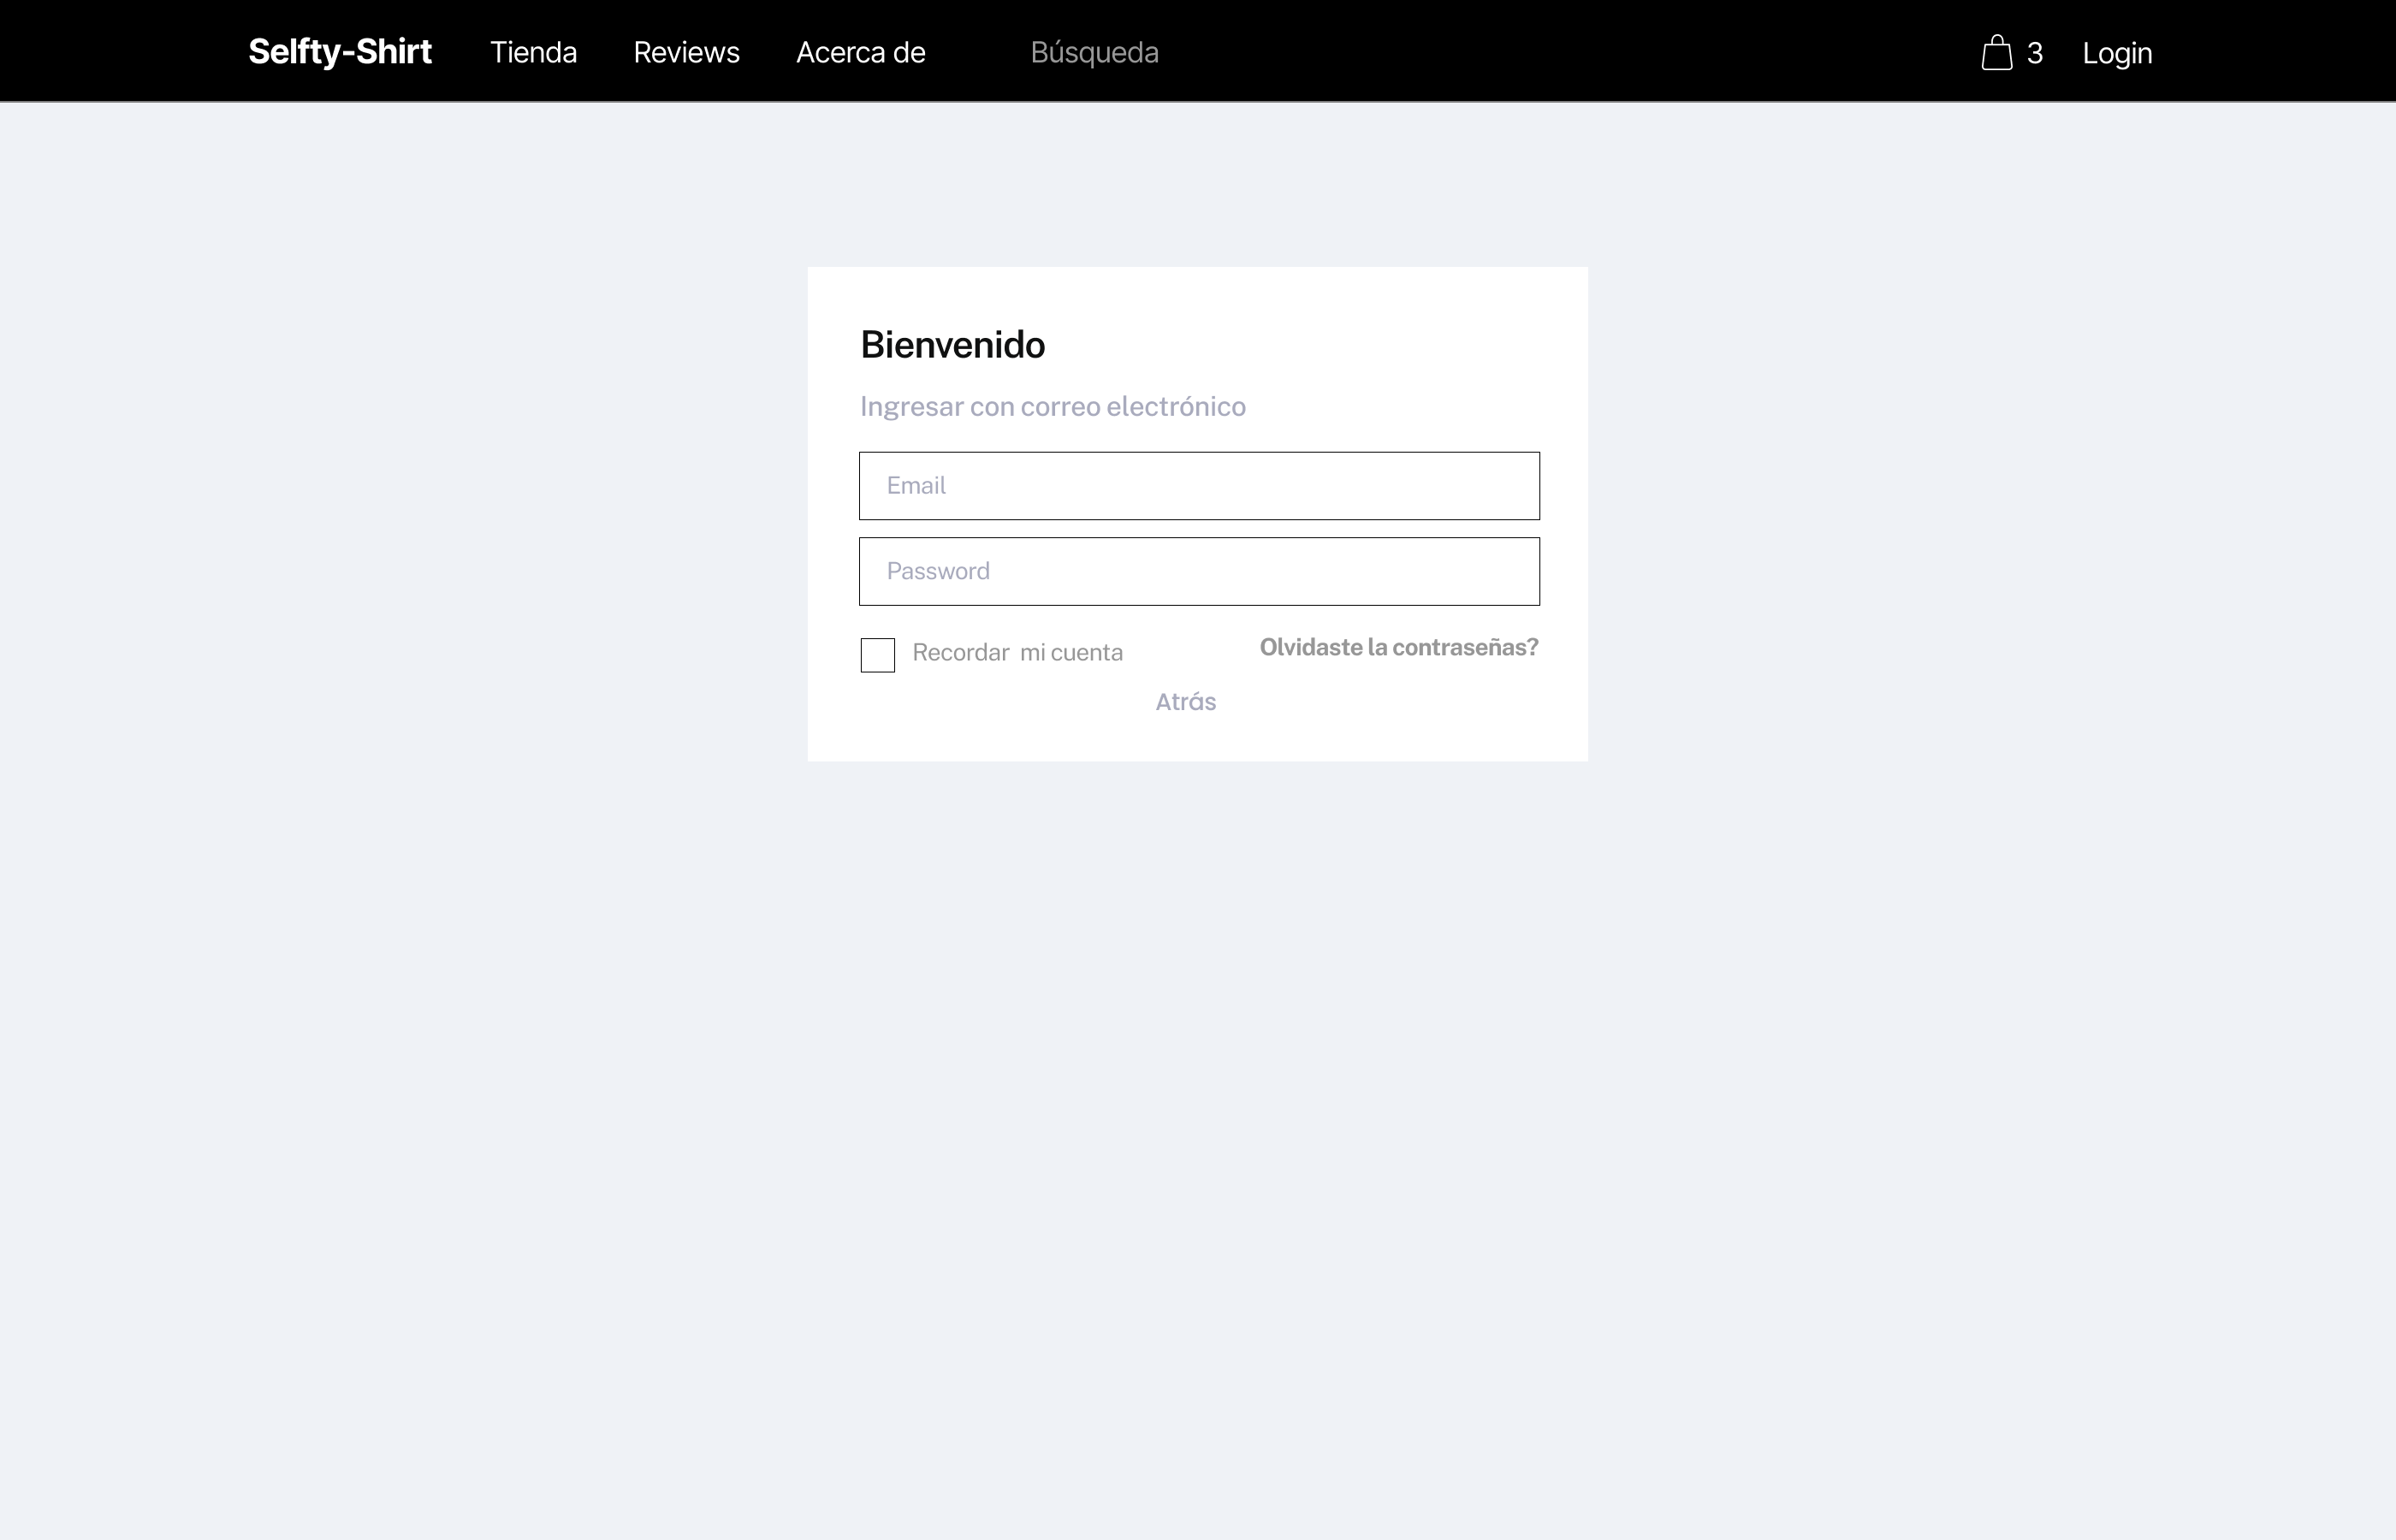 Selfty-Shirt Tienda Reviews Acerca de Búsqueda 3 Login
Bienvenido
Ingresar con correo electrónico
Email
Password
Recordar mi cuenta Olvidaste la contraseñas?
Atrás